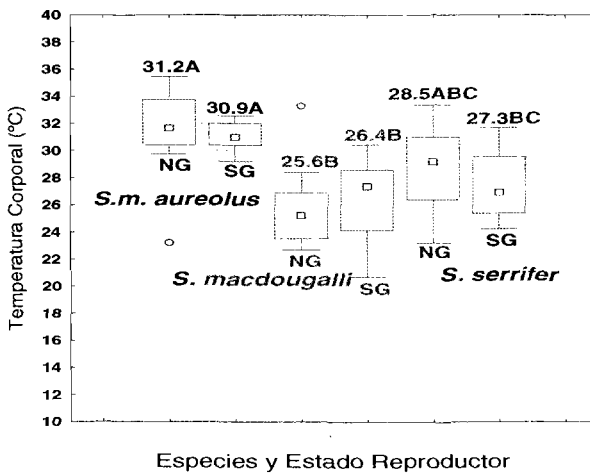 40
38
36
34
32
30
28
26
24
22
20
18
16
14
12
10
Temperatura Corporal (°C)
31.2A
30.9A
25.6B
26.4B
28.5ABC
27.3BC
NG
SG
NG
SG
NG
SG
S.m. aureolus
S. macdougalli
S. serrifer
Especies y Estado Reproductor